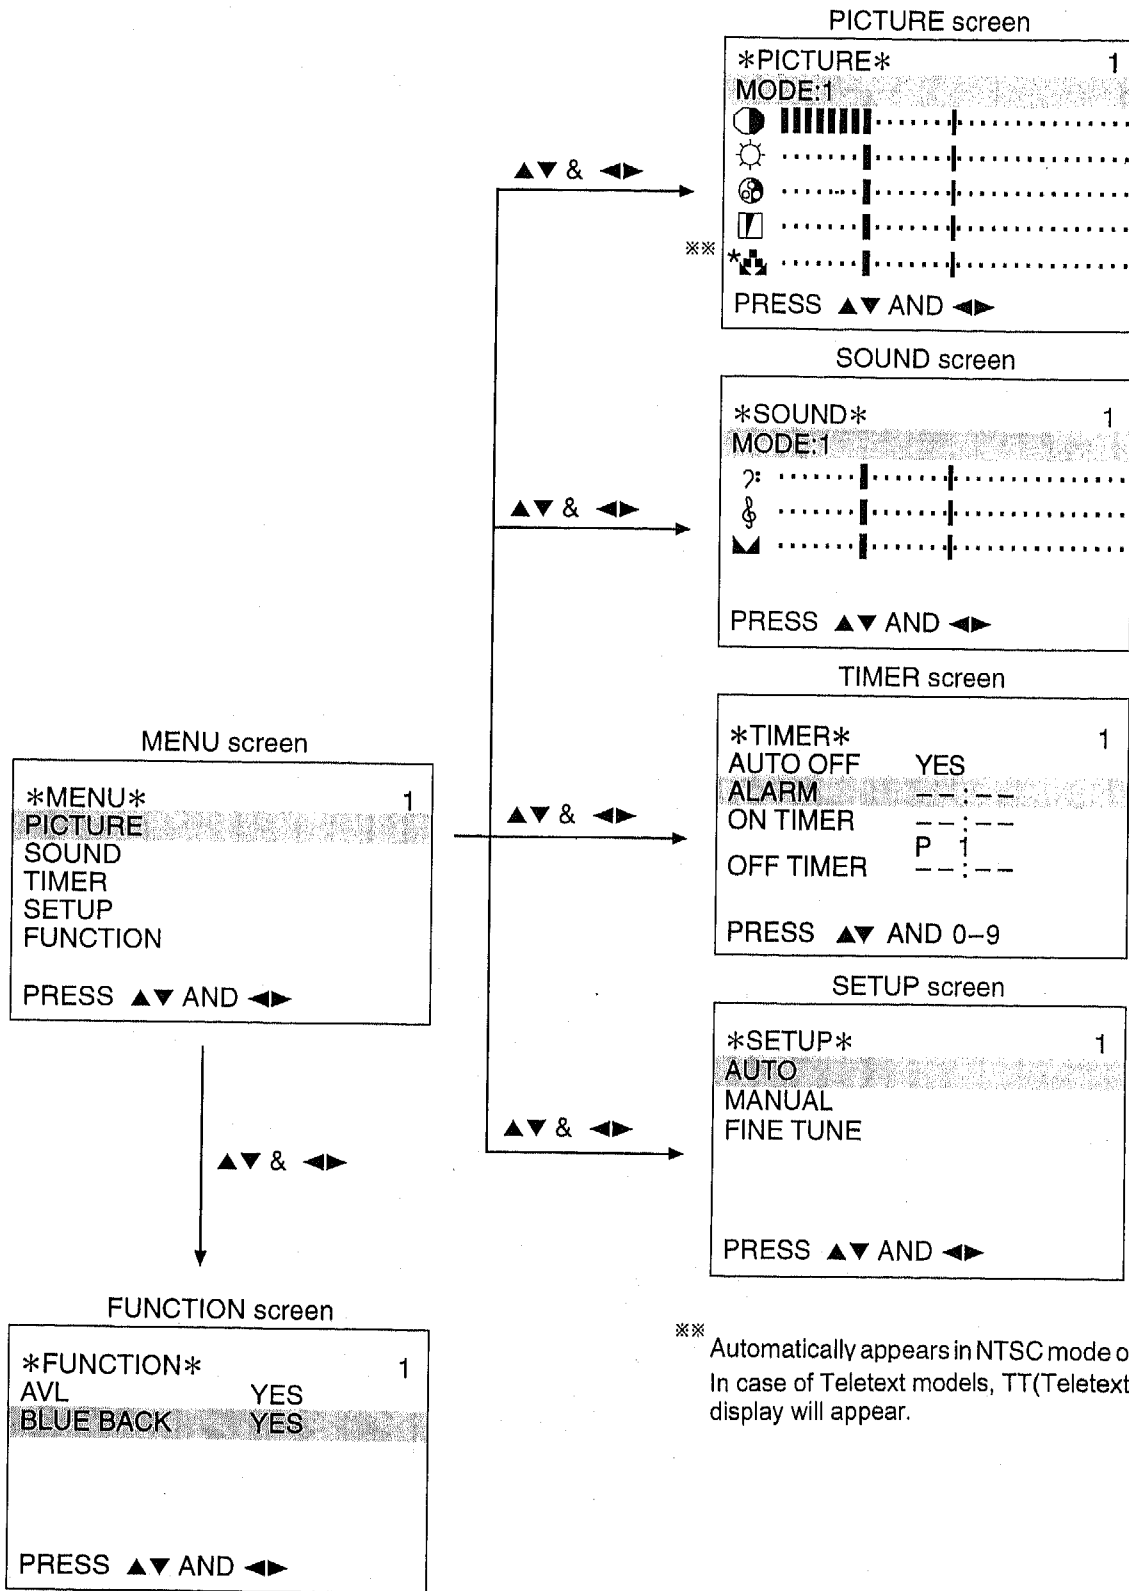 PICTURE screen
*PICTURE* 1
MODE:1
▲▼ & ◄►
※※ *
PRESS ▲▼ AND ◄►
SOUND screen
*SOUND* 1
MODE:1
▲▼ & ◄►
PRESS ▲▼ AND ◄►
TIMER screen
*TIMER* 1
AUTO OFF YES
ALARM – – : – –
ON TIMER – – : – –
P 1
OFF TIMER – – : – –
PRESS ▲▼ AND 0–9
▲▼ & ◄►
MENU screen
*MENU* 1
PICTURE
SOUND
TIMER
SETUP
FUNCTION
PRESS ▲▼ AND ◄►
SETUP screen
*SETUP* 1
AUTO
MANUAL
FINE TUNE
PRESS ▲▼ AND ◄►
▲▼ & ◄►
▲▼ & ◄►
FUNCTION screen
*FUNCTION* 1
AVL YES
BLUE BACK YES
PRESS ▲▼ AND ◄►
※※ Automatically appears in NTSC mode
In case of Teletext models, TT(Teletext
display will appear.